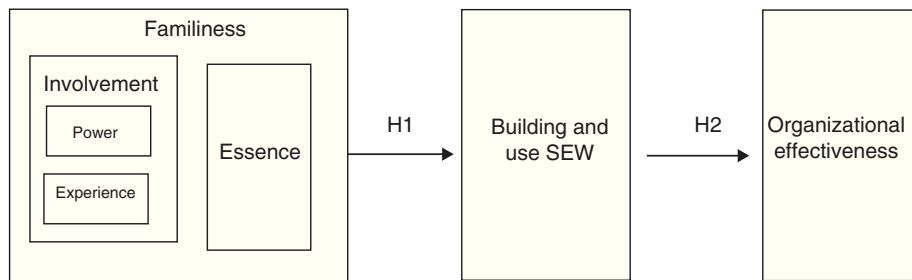 Familiness
Involvement
Power
Experience
Essence
H1
Building and
use SEW
H2
Organizational
effectiveness